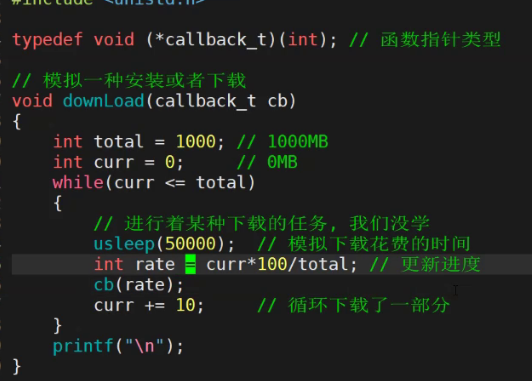 #include <unistd.h>
typedef void (*callback_t)(int); // 函数指针类型
// 模拟一种安装或者下载
void downLoad(callback_t cb)
{
int total = 1000; // 1000MB
int curr = 0; // 0MB
while(curr <= total)
{
// 进行着某种下载的任务, 我们没学
usleep(50000); // 模拟下载花费的时间
int rate = curr*100/total; // 更新进度
cb(rate);
curr += 10; // 循环下载了一部分
}
printf("\n");
}